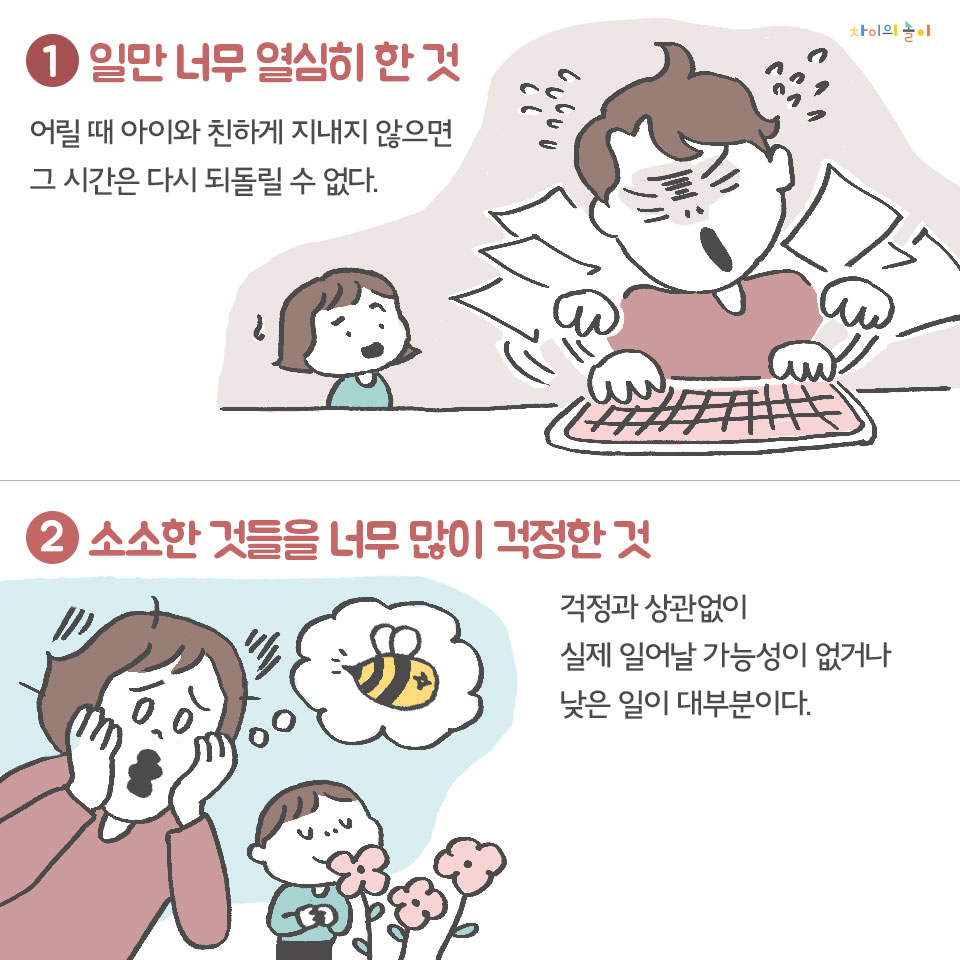 차이의 놀이
1 일만 너무 열심히 한 것
어릴 때 아이와 친하게 지내지 않으면
그 시간은 다시 되돌릴 수 없다.
2 소소한 것들을 너무 많이 걱정한 것
걱정과 상관없이
실제 일어날 가능성이 없거나
낮은 일이 대부분이다.